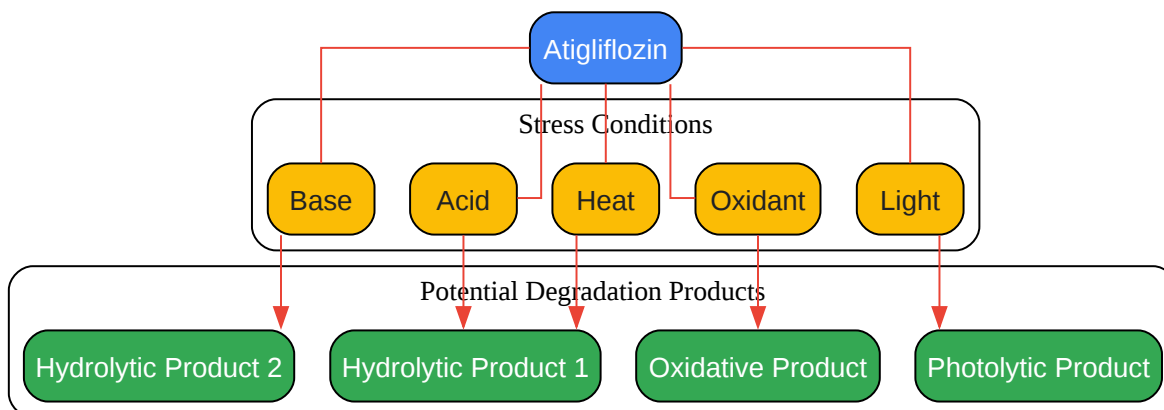 Atigliflozin
Stress Conditions
Base
Acid
Heat
Oxidant
Light
Potential Degradation Products
Hydrolytic Product 2
Hydrolytic Product 1
Oxidative Product
Photolytic Product